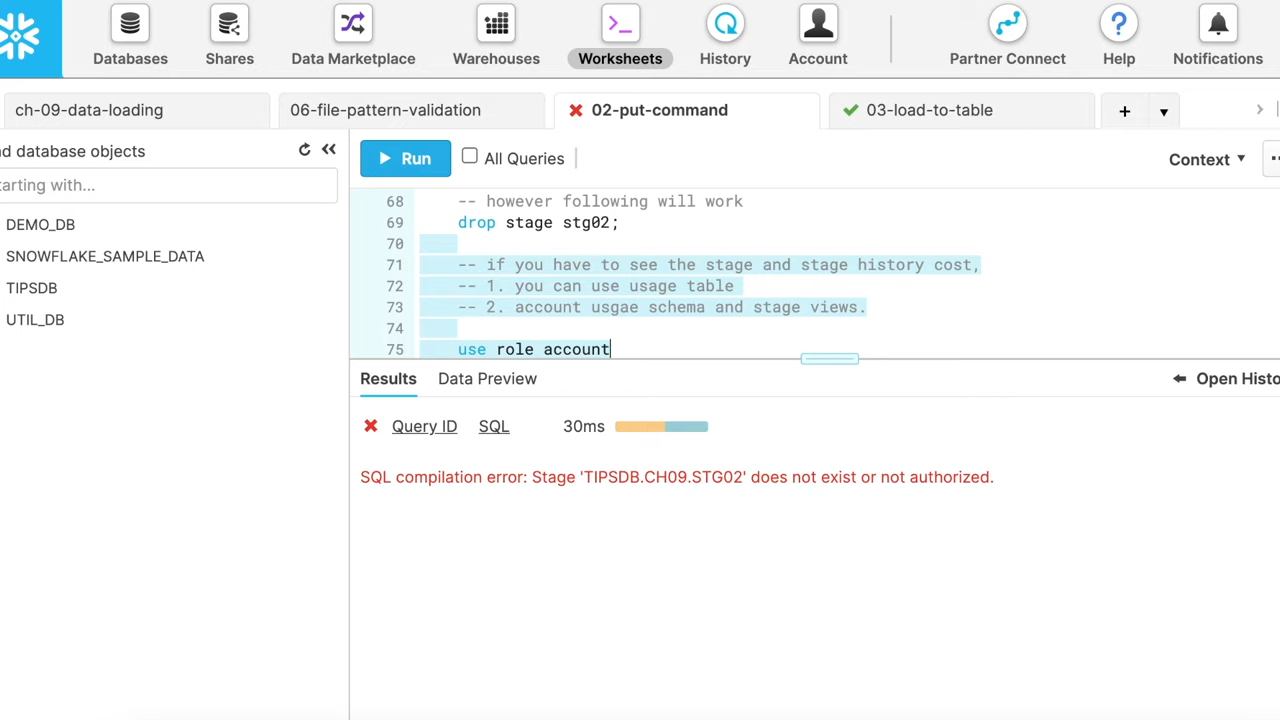 Databases
Shares
Data Marketplace
Warehouses
Worksheets
History
Account
Partner Connect
Help
Notifications
ch-09-data-loading
06-file-pattern-validation
02-put-command
03-load-to-table
nd database objects
tarting with...
DEMO_DB
SNOWFLAKE_SAMPLE_DATA
TIPSDB
UTIL_DB
Run
All Queries
Context
68 -- however following will work
69 drop stage stg02;
70
71 -- if you have to see the stage and stage history cost,
72 -- 1. you can use usage table
73 -- 2. account usgae schema and stage views.
74
75 use role account
Results
Data Preview
Open Histo
Query ID
SQL
30ms
SQL compilation error: Stage 'TIPSDB.CH09.STG02' does not exist or not authorized.